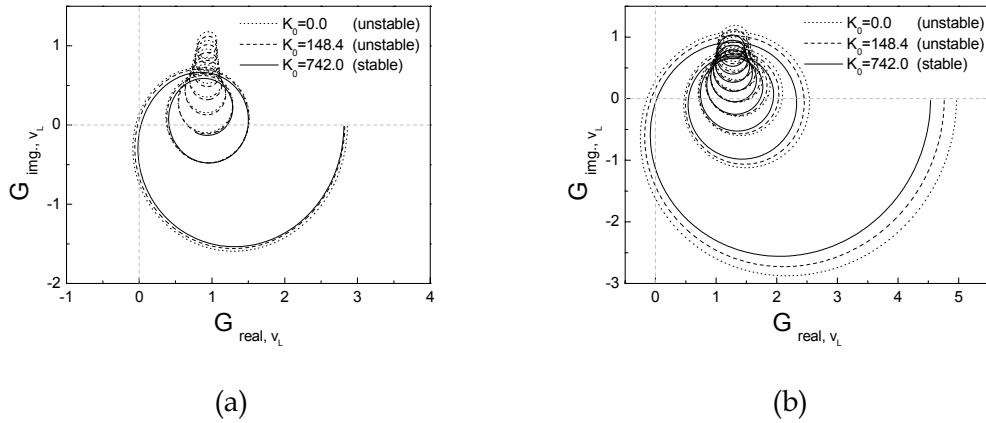 K0=0.0 (unstable)
K0=148.4 (unstable)
K0=742.0 (stable)
1
0
-1
-2
-1 0 1 2 3 4
G img., vL
G real, vL
(a)
K0=0.0 (unstable)
K0=148.4 (unstable)
K0=742.0 (stable)
1
0
-1
-2
-3
0 1 2 3 4 5
G img., vL
G real, vL
(b)